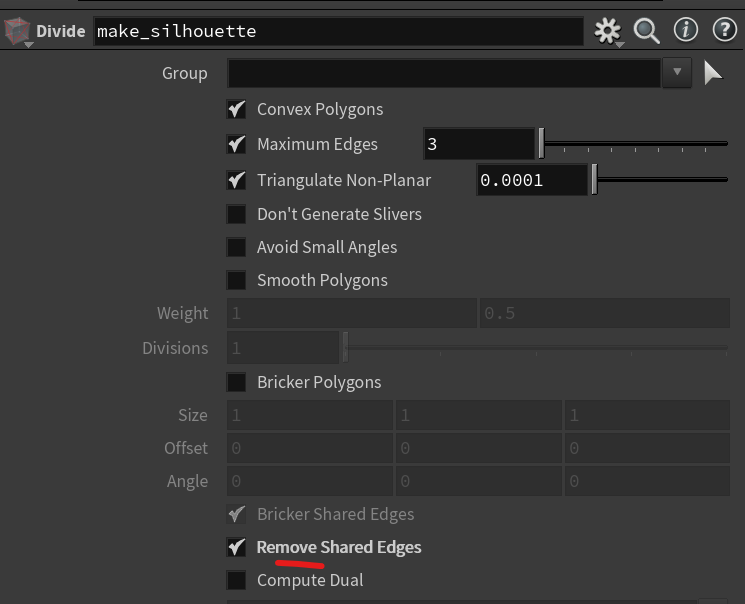 Divide make_silhouette
Group
Convex Polygons
Maximum Edges 3
Triangulate Non-Planar 0.0001
Don't Generate Slivers
Avoid Small Angles
Smooth Polygons
Weight 1 0.5
Divisions 1
Bricker Polygons
Size 1 1 1
Offset 0 0 0
Angle 0 0 0
Bricker Shared Edges
Remove Shared Edges
Compute Dual